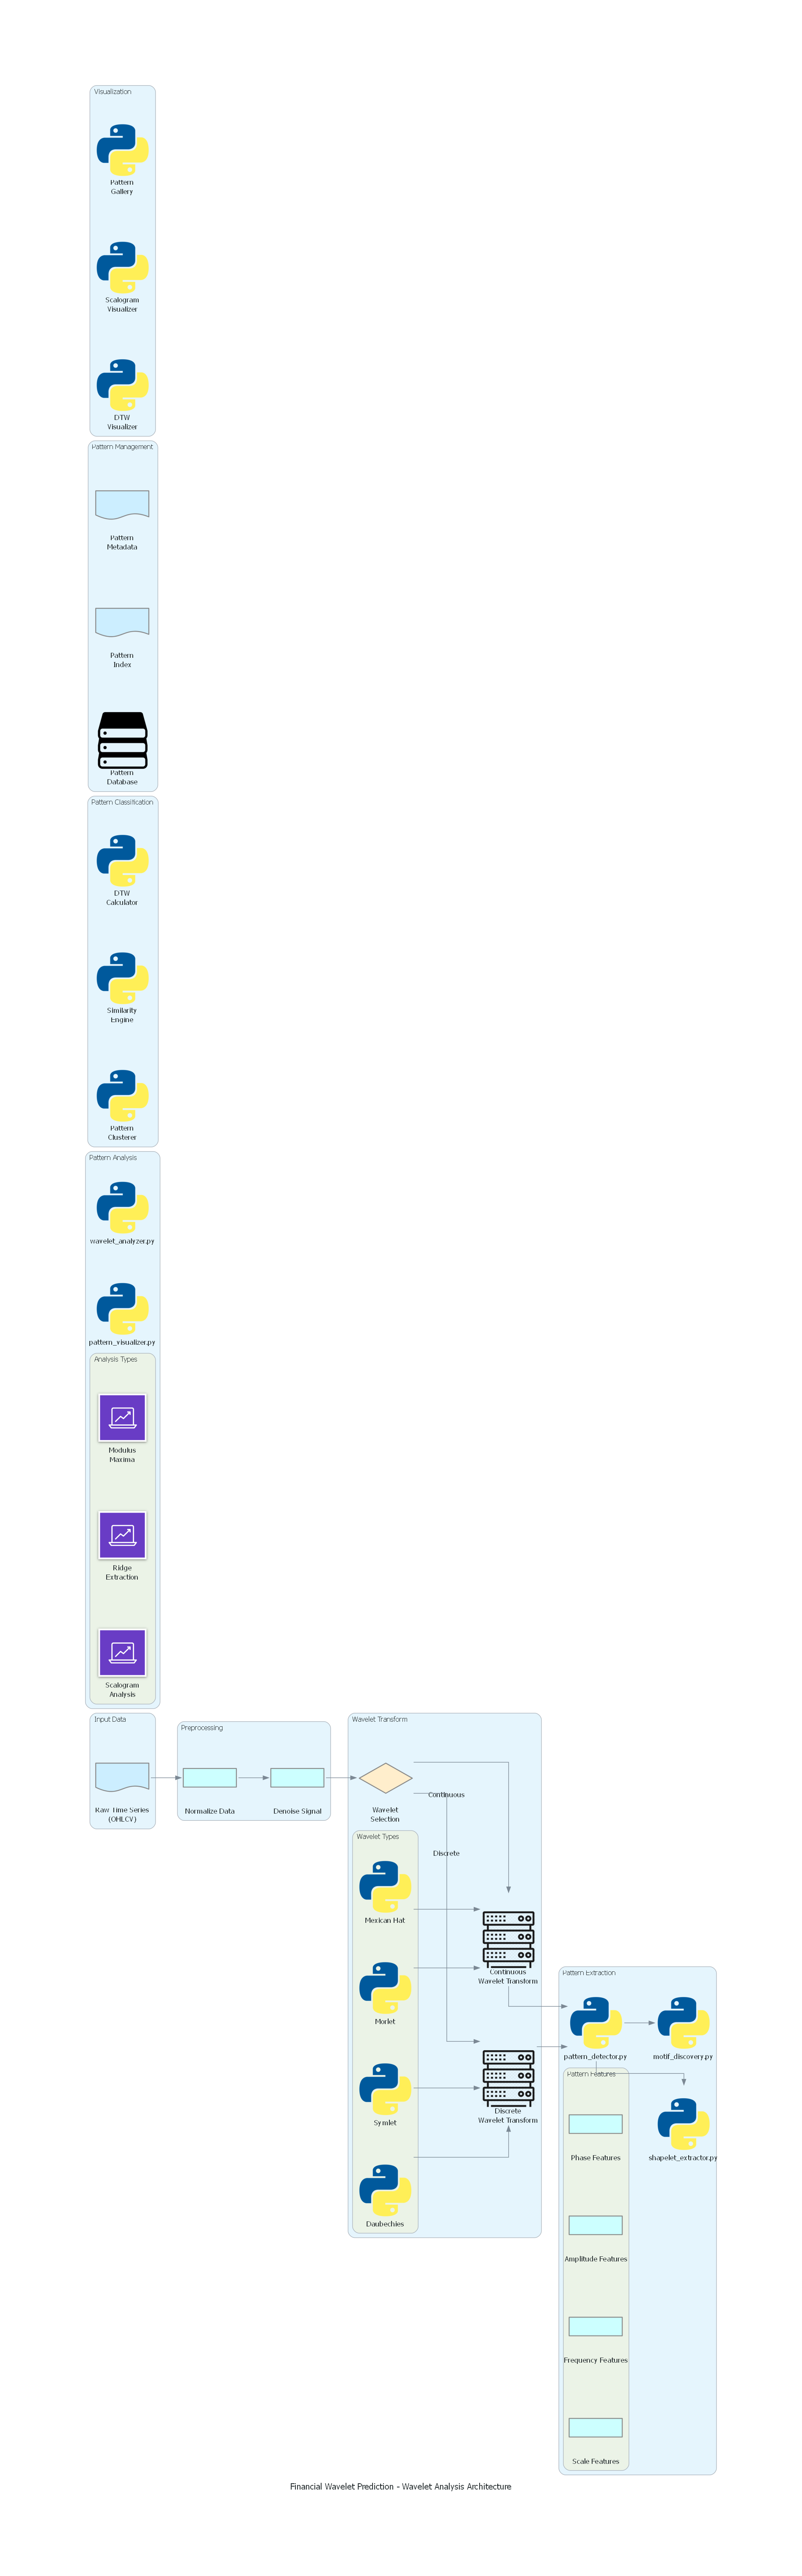 Visualization
Pattern
Gallery
Scalogram
Visualizer
DTW
Visualizer
Pattern Management
Pattern
Metadata
Pattern
Index
Pattern
Database
Pattern Classification
DTW
Calculator
Similarity
Engine
Pattern
Clusterer
Pattern Analysis
wavelet_analyzer.py
pattern_visualizer.py
Analysis Types
Modulus
Maxima
Ridge
Extraction
Scalogram
Analysis
Input Data
Raw Time Series
(OHLCV)
Preprocessing
Normalize Data
Denoise Signal
Wavelet Transform
Wavelet
Selection
Continuous
Discrete
Wavelet Types
Mexican Hat
Morlet
Symlet
Daubechies
Continuous
Wavelet Transform
Discrete
Wavelet Transform
Pattern Extraction
pattern_detector.py
motif_discovery.py
shapelet_extractor.py
Pattern Features
Phase Features
Amplitude Features
Frequency Features
Scale Features
Financial Wavelet Prediction - Wavelet Analysis Architecture